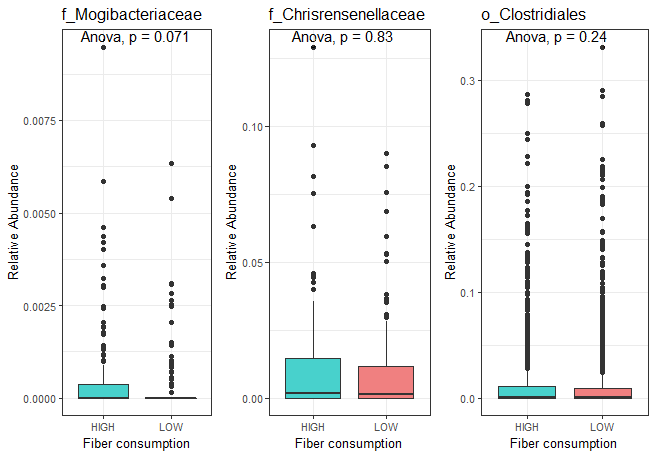 f_Mogibacteriaceae
Anova, p = 0.071
0.0075
0.0050
0.0025
0.0000
Relative Abundance
HIGH LOW
Fiber consumption
f_Chrisrensenellaceae
Anova, p = 0.83
0.10
0.05
0.00
Relative Abundance
HIGH LOW
Fiber consumption
o_Clostridiales
Anova, p = 0.24
0.3
0.2
0.1
0.0
Relative Abundance
HIGH LOW
Fiber consumption